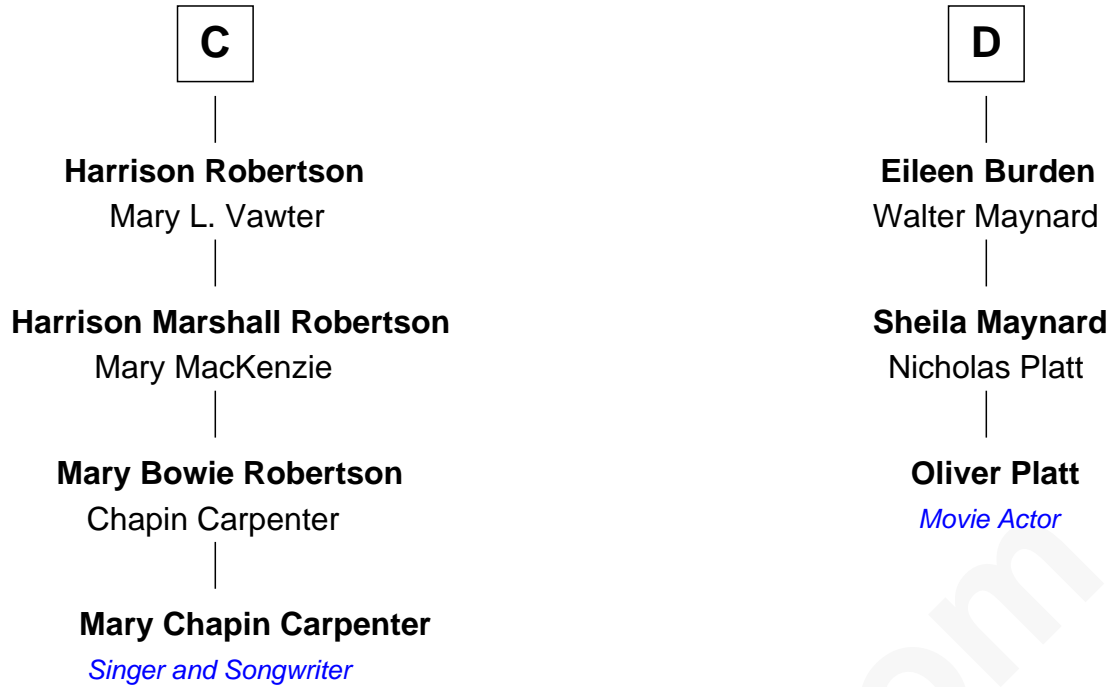 C
Harrison Robertson
Mary L. Vawter
Harrison Marshall Robertson
Mary MacKenzie
Mary Bowie Robertson
Chapin Carpenter
Mary Chapin Carpenter
Singer and Songwriter
D
Eileen Burden
Walter Maynard
Sheila Maynard
Nicholas Platt
Oliver Platt
Movie Actor
om